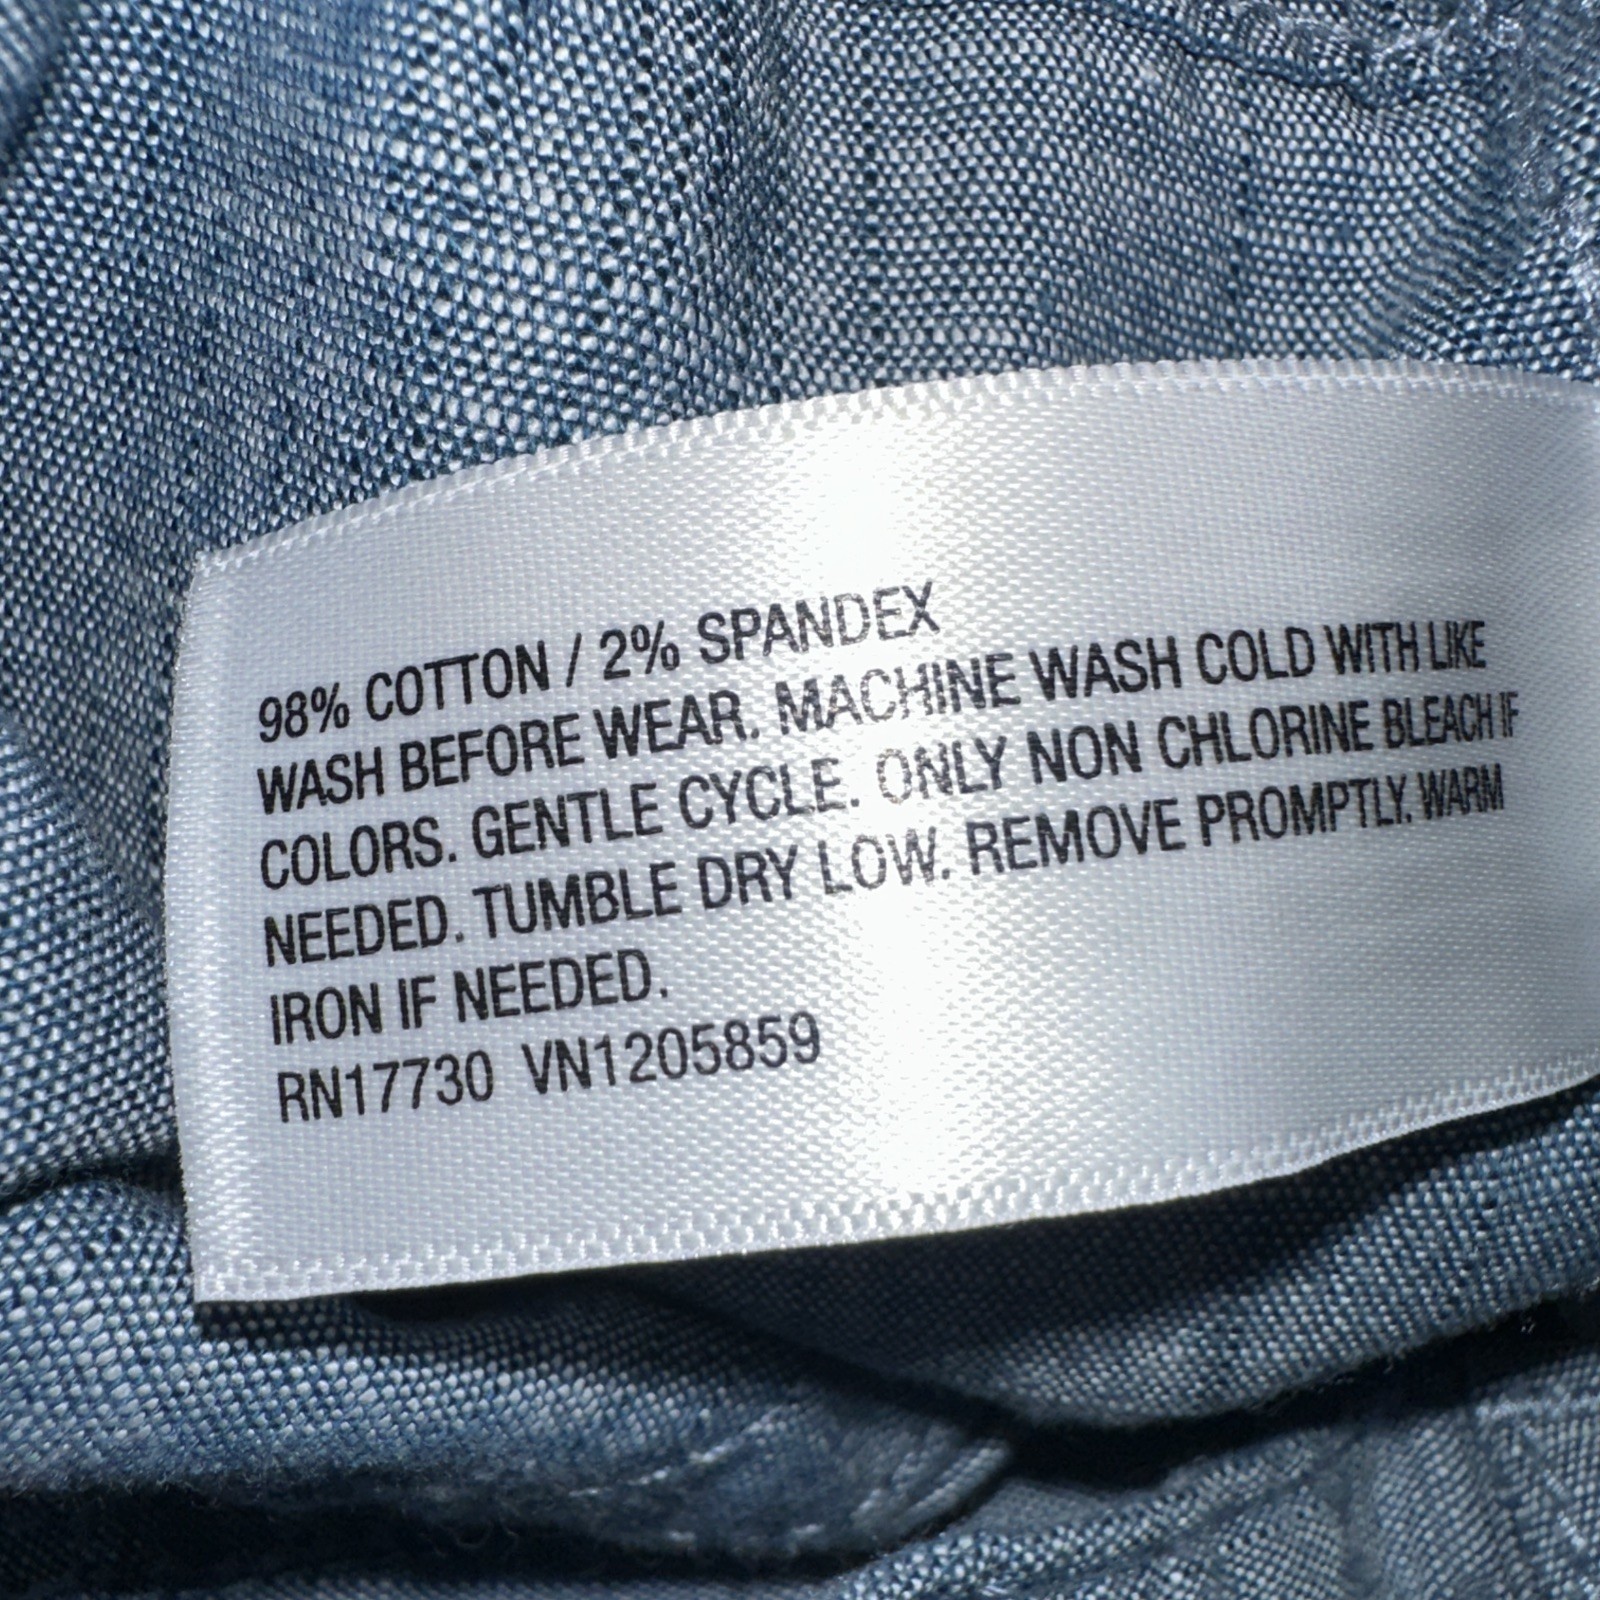 98% COTTON / 2% SPANDEX
WASH BEFORE WEAR. MACHINE WASH COLD WITH LIKE
COLORS. GENTLE CYCLE. ONLY NON CHLORINE BLEACH IF
NEEDED. TUMBLE DRY LOW. REMOVE PROMPTLY. WARM
IRON IF NEEDED.
RN17730 VN1205859